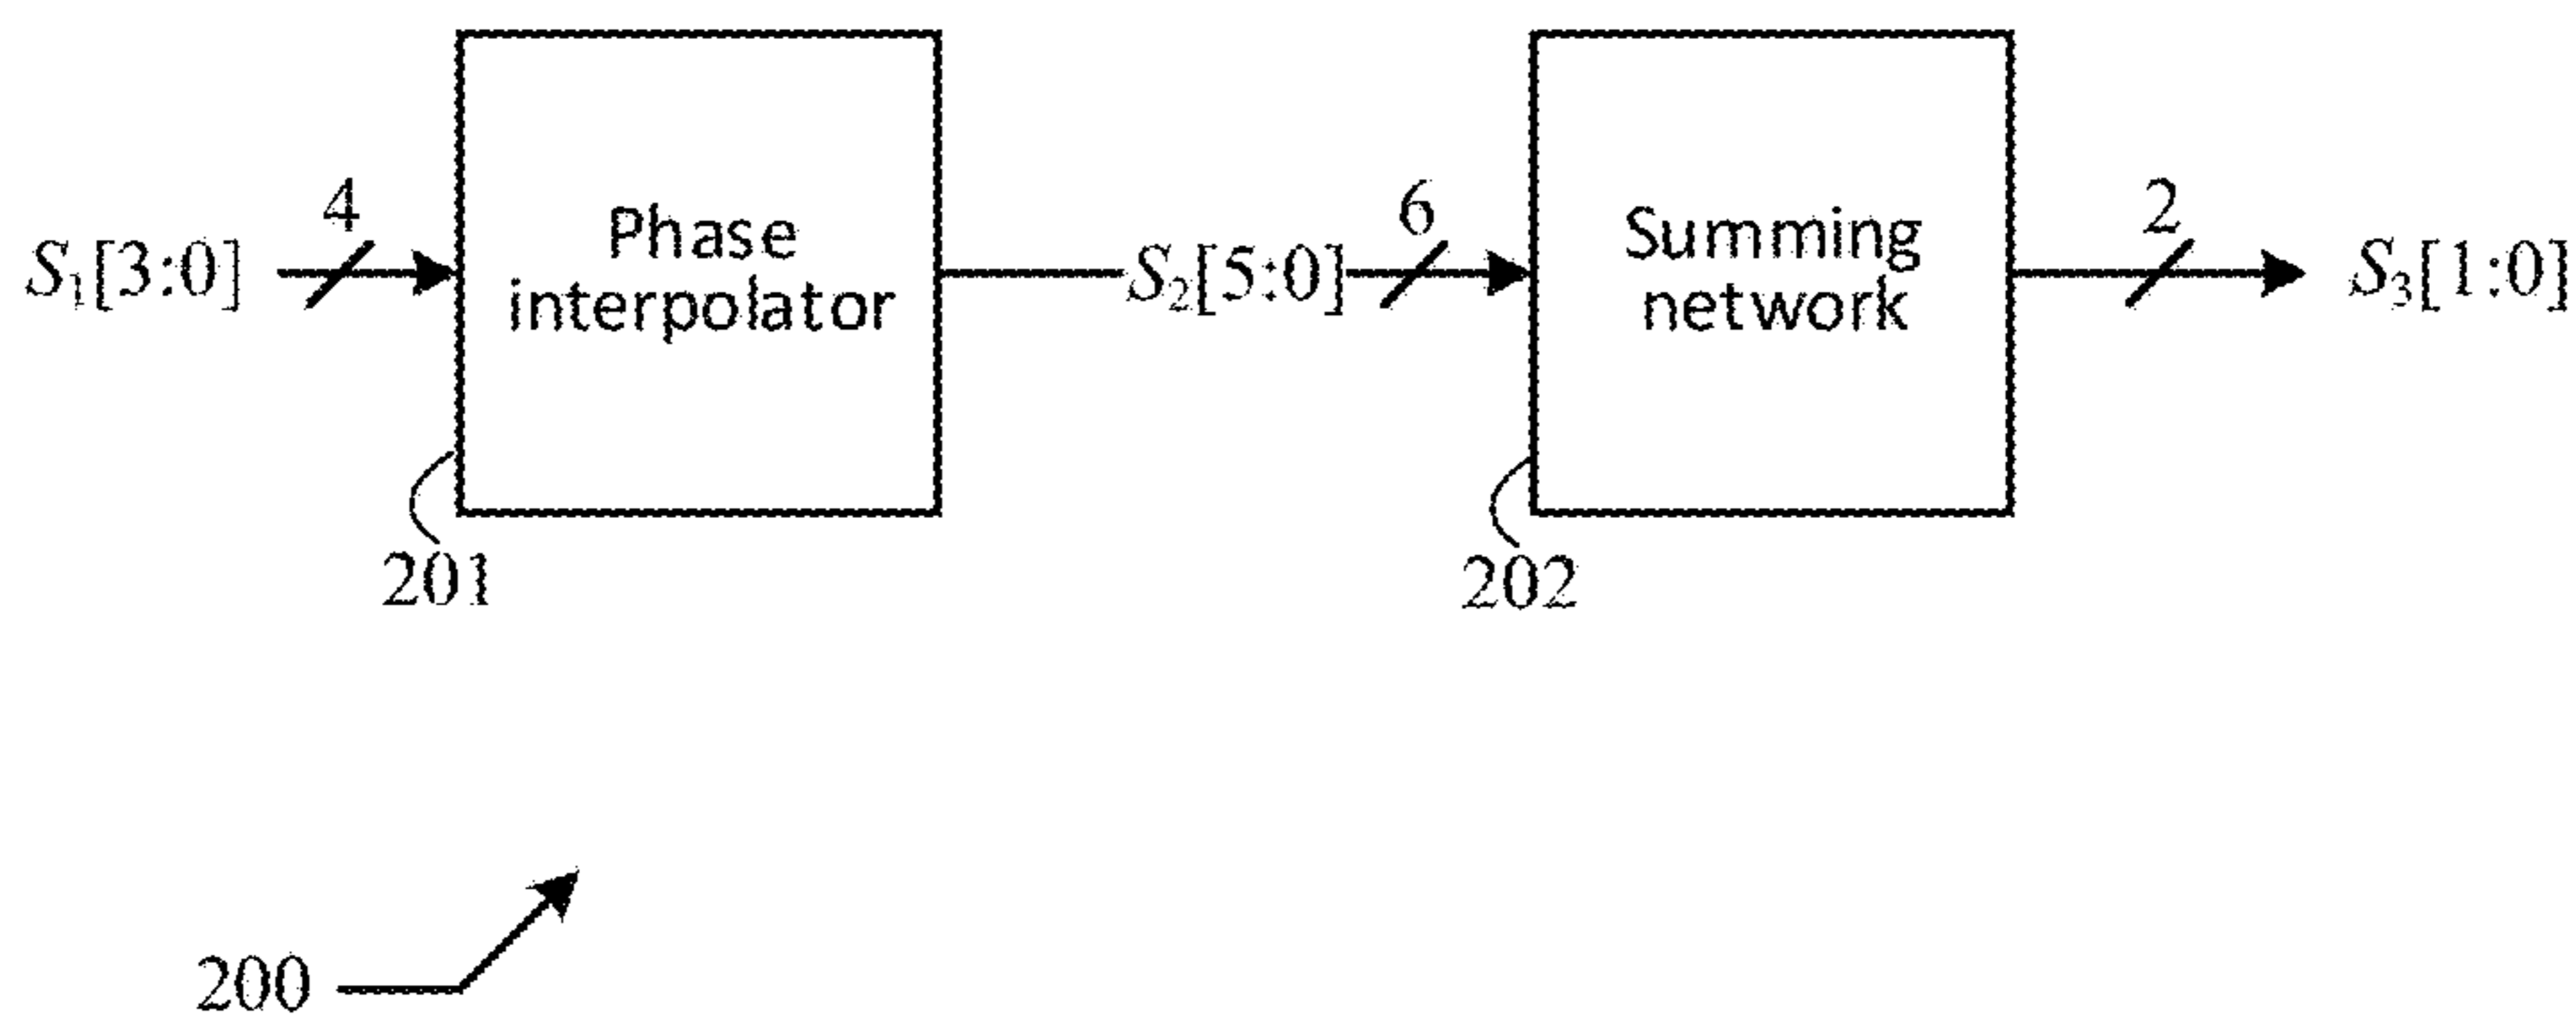 S₁[3:0]
4
Phase
interpolator
S₂[5:0]
6
Summing
network
2
S₃[1:0]
201
202
200